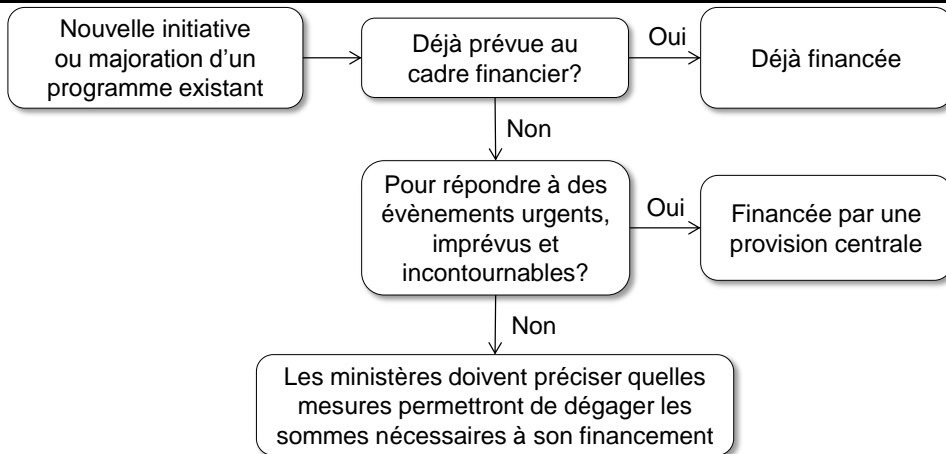 Nouvelle initiative
ou majoration d’un
programme existant
Déjà prévue au
cadre financier?
Oui
Déjà financée
Non
Pour répondre à des
évènements urgents,
imprévus et
incontournables?
Oui
Financée par une
provision centrale
Non
Les ministères doivent préciser quelles
mesures permettront de dégager les
sommes nécessaires à son financement